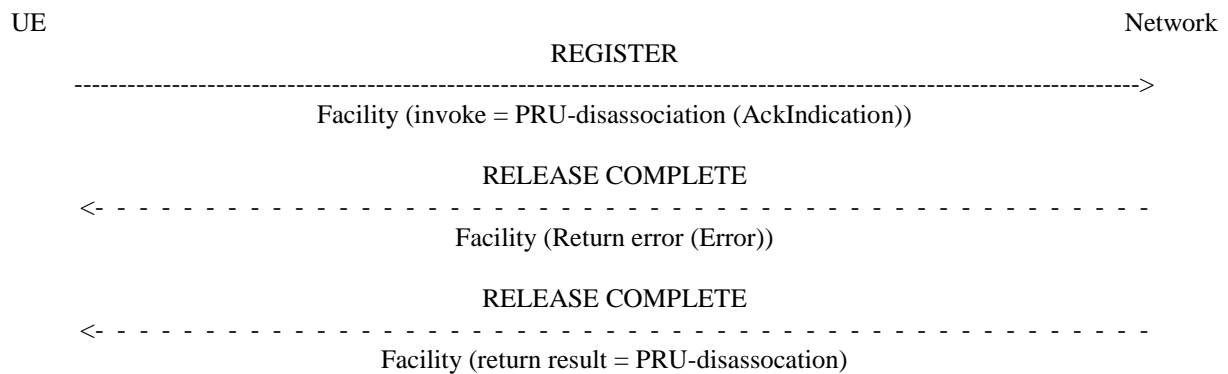 UE Network
REGISTER
------------------------------------------------------------------------------------------------------------------------>
Facility (invoke = PRU-disassociation (AckIndication))
RELEASE COMPLETE
<- - - - - - - - - - - - - - - - - - - - - - - - - - - - - - - - - - - - - - - - - - - - -
Facility (Return error (Error))
RELEASE COMPLETE
<- - - - - - - - - - - - - - - - - - - - - - - - - - - - - - - - - - - - - - - - - - - - -
Facility (return result = PRU-disassocation)